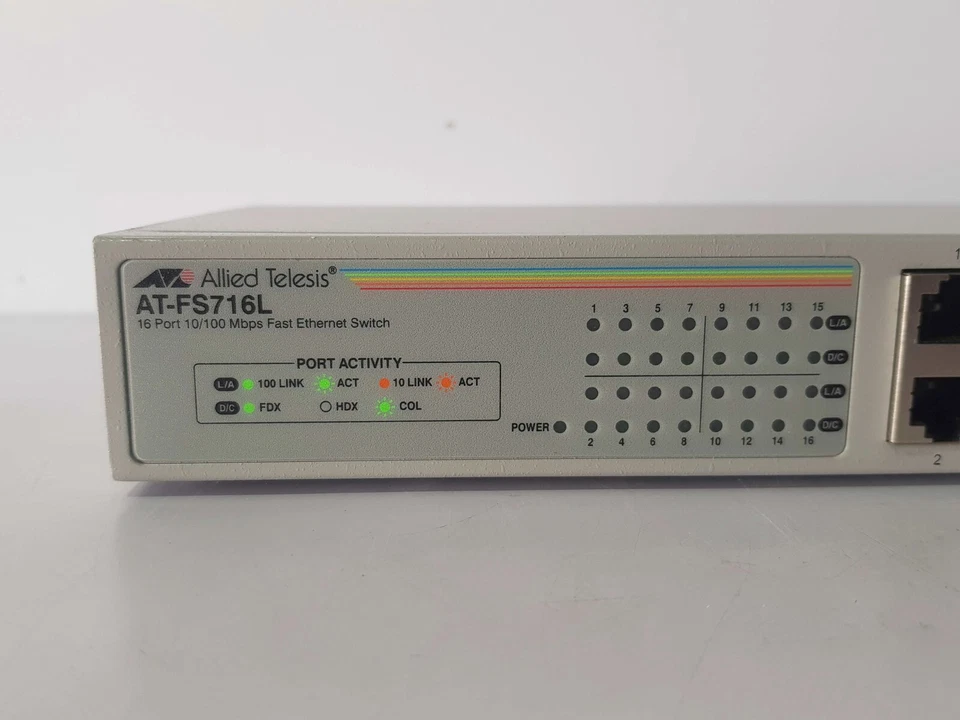 Allied Telesis®
AT-FS716L
16 Port 10/100 Mbps Fast Ethernet Switch
PORT ACTIVITY
L/A 100 LINK ACT 10 LINK ACT
D/C FDX HDX COL
1 3 5 7 9 11 13 15
L/A
D/C
L/A
POWER D/C
2 4 6 8 10 12 14 16
1
2